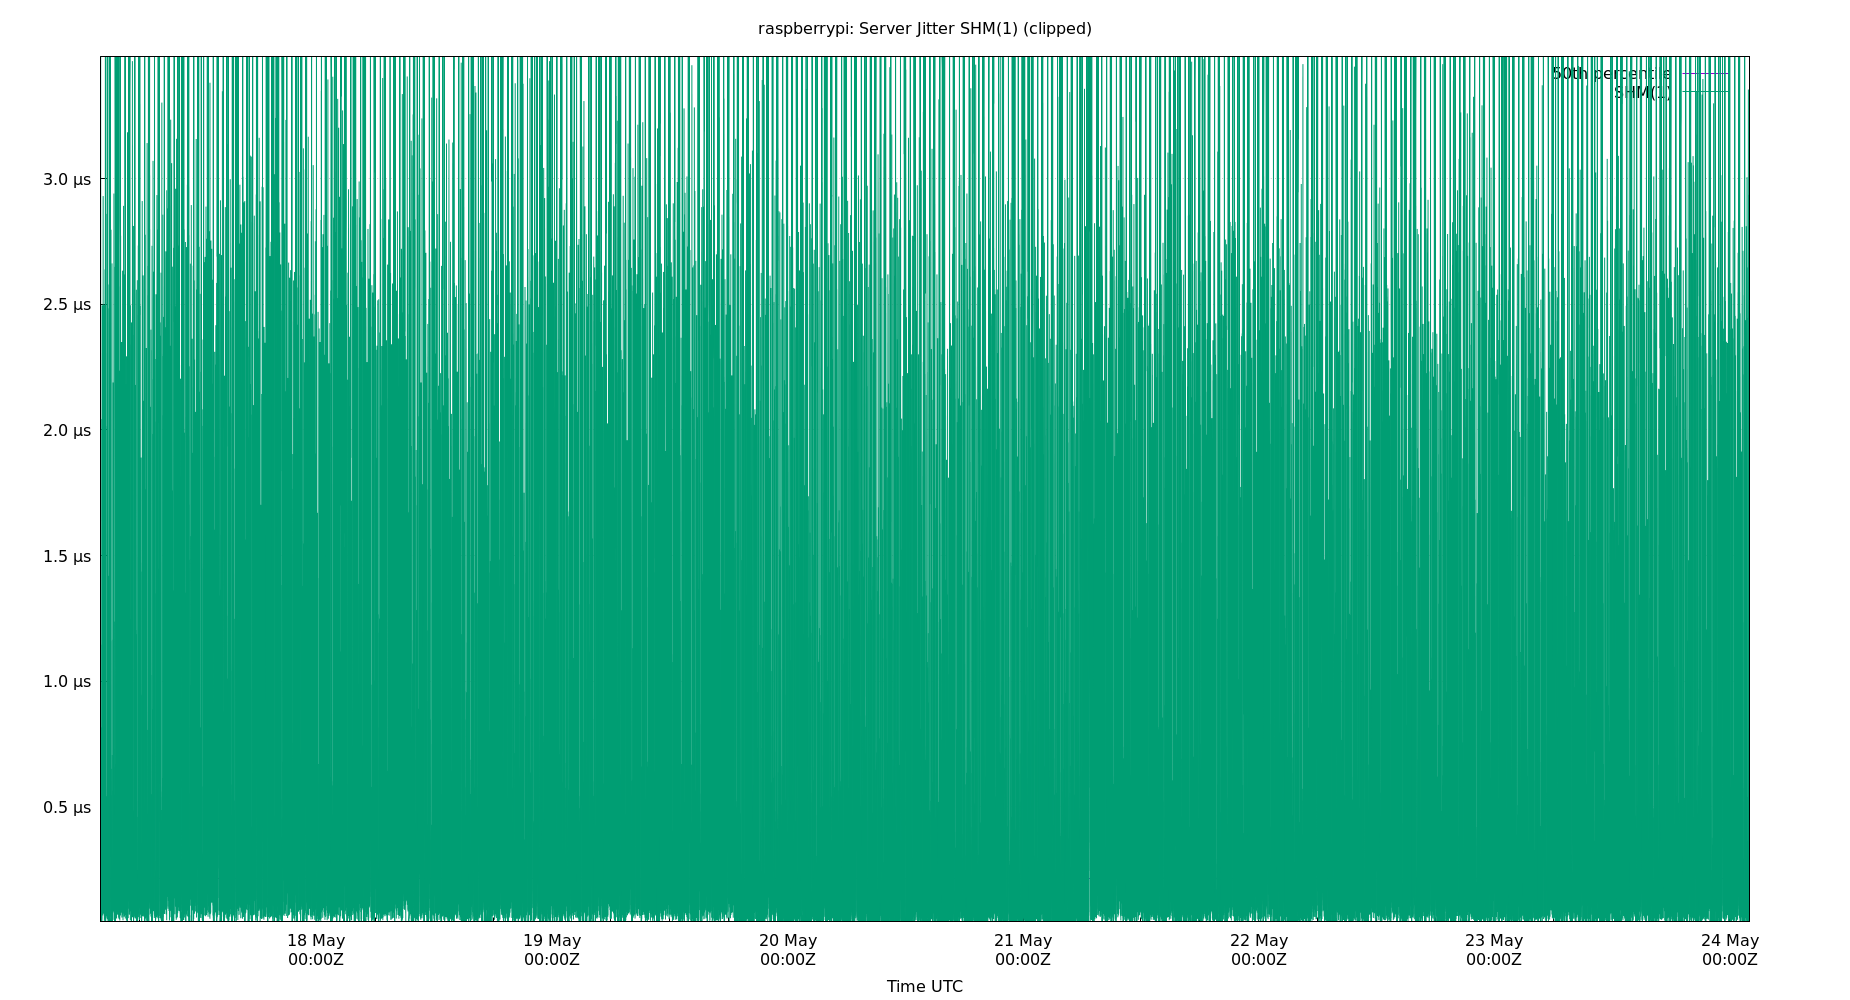 raspberrypi: Server Jitter SHM(1) (clipped)
50th percentile
SHM(1)
3.0 µs
2.5 µs
2.0 µs
1.5 µs
1.0 µs
0.5 µs
18 May 19 May 20 May 21 May 22 May 23 May 24 May
00:00Z 00:00Z 00:00Z 00:00Z 00:00Z 00:00Z 00:00Z
Time UTC